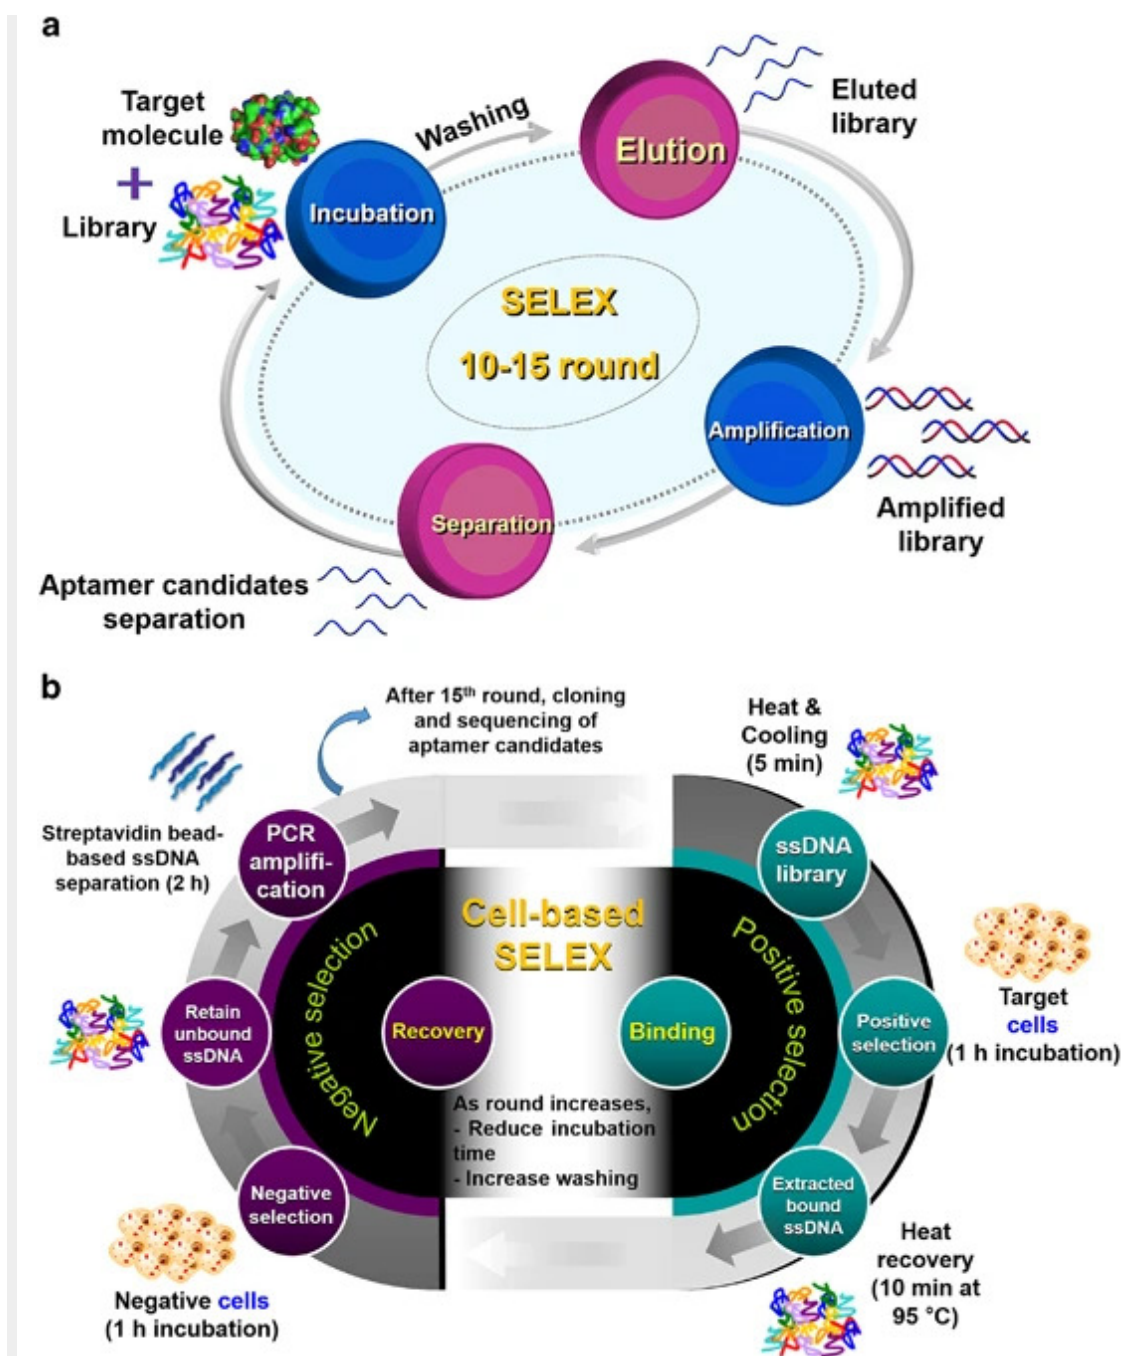 a
Target
molecule
+
Library
Incubation
Washing
Elution
Eluted
library
SELEX
10-15 round
Amplification
Amplified
library
Separation
Aptamer candidates
separation
b
After 15th round, cloning
and sequencing of
aptamer candidates
Heat &
Cooling
(5 min)
ssDNA
library
Positive
selection
Target
cells
(1 h incubation)
Extracted
bound
ssDNA
Heat
recovery
(10 min at
95 °C)
Negative
selection
Negative cells
(1 h incubation)
Retain
unbound
ssDNA
PCR
amplifi-
cation
Streptavidin bead-
based ssDNA
separation (2 h)
Cell-based
SELEX
Negative selection
Recovery
Binding
Positive selection
As round increases,
- Reduce incubation
time
- Increase washing